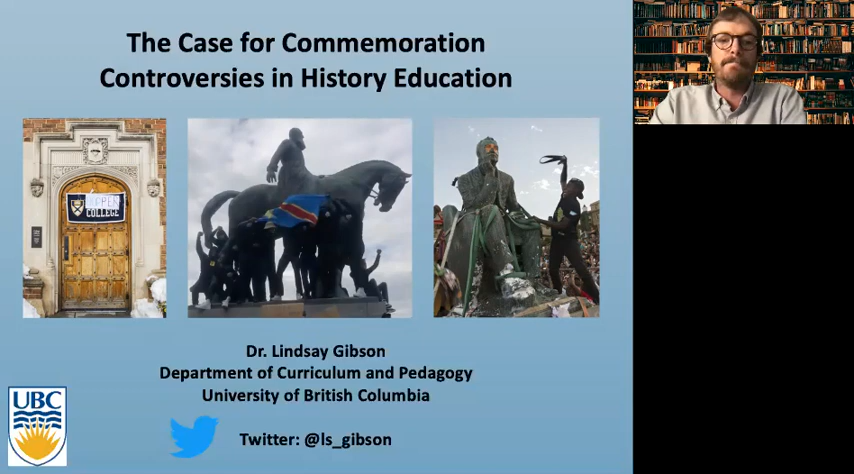 The Case for Commemoration
Controversies in History Education
COLLEGE
Dr. Lindsay Gibson
Department of Curriculum and Pedagogy
University of British Columbia
UBC
Twitter: @ls_gibson